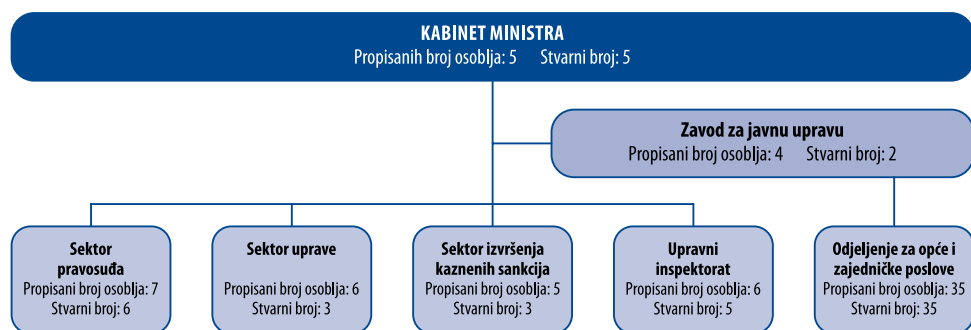 KABINET MINISTRA
Propisanih broj osoblja: 5 Stvarni broj: 5
Zavod za javnu upravu
Propisani broj osoblja: 4 Stvarni broj: 2
Sektor
pravosuđa
Propisani broj osoblja: 7
Stvarni broj: 6
Sektor uprave
Propisani broj osoblja: 6
Stvarni broj: 3
Sektor izvršenja
kaznenih sankcija
Propisani broj osoblja: 5
Stvarni broj: 3
Upravni
inspektorat
Propisani broj osoblja: 6
Stvarni broj: 5
Odjeljenje za opće i
zajedničke poslove
Propisani broj osoblja: 35
Stvarni broj: 35